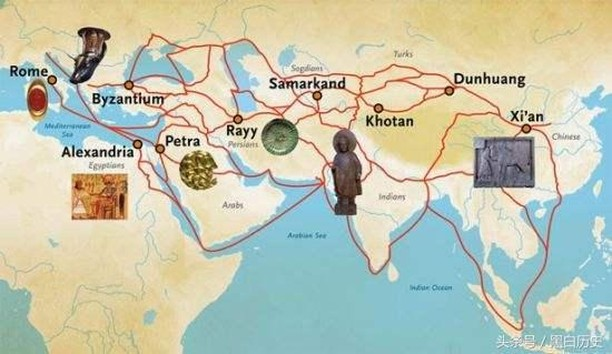 Rome
Byzantium
Mediterranean
Sea
Alexandria
Egyptians
Petra
Rayy
Persians
Sogdians
Samarkand
Turks
Dunhuang
Khotan
Xi'an
Chinese
Indians
Arabs
Arabian Sea
Indian Ocean
头条号/周白历史